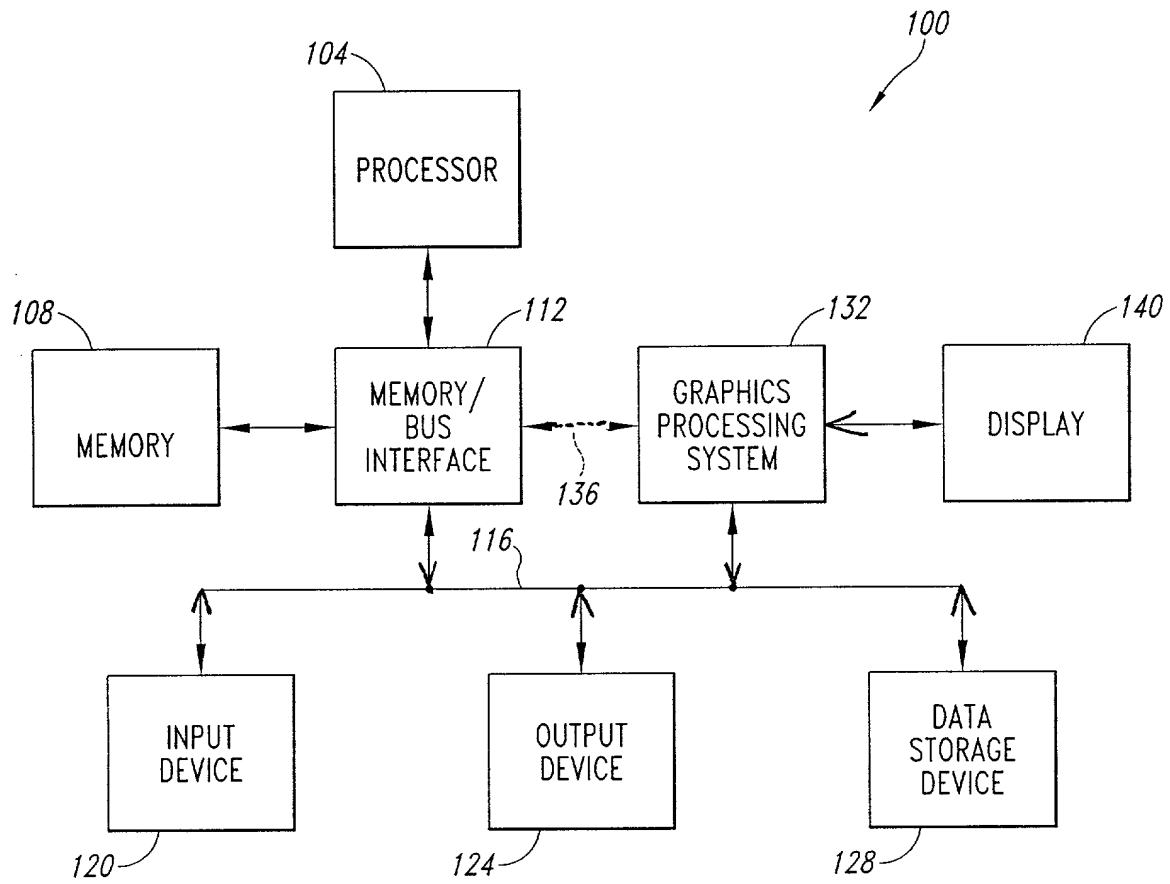 100
104
PROCESSOR
108
112
132
140
MEMORY
MEMORY/
BUS
INTERFACE
136
GRAPHICS
PROCESSING
SYSTEM
DISPLAY
116
INPUT
DEVICE
OUTPUT
DEVICE
DATA
STORAGE
DEVICE
120
124
128